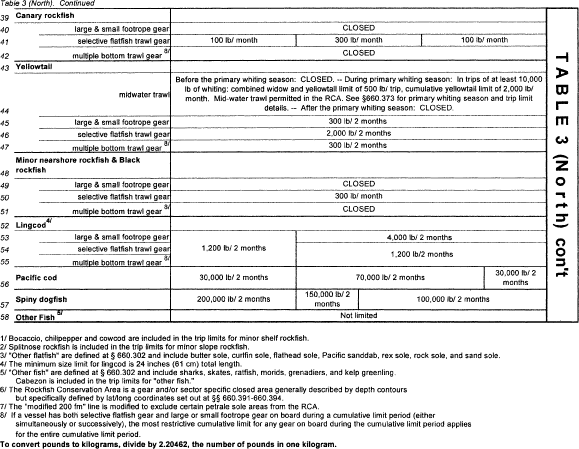 Table 3 (North). Continued
39 Canary rockfish
40 large & small footrope gear CLOSED
41 selective flatfish trawl gear 100 lb/ month 300 lb/ month 100 lb/ month
42 multiple bottom trawl gear 8/ CLOSED
43 Yellowtail
midwater trawl
Before the primary whiting season: CLOSED. -- During primary whiting season: In trips of at least 10,000
lb of whiting: combined widow and yellowtail limit of 500 lb/ trip, cumulative yellowtail limit of 2,000 lb/
month. Mid-water trawl permitted in the RCA. See §660.373 for primary whiting season and trip limit
44 details. -- After the primary whiting season: CLOSED.
45 large & small footrope gear 300 lb/ 2 months
46 selective flatfish trawl gear 2,000 lb/ 2 months
47 multiple bottom trawl gear 8/ 300 lb/ 2 months
Minor nearshore rockfish & Black
48 rockfish
49 large & small footrope gear CLOSED
50 selective flatfish trawl gear 300 lb/ month
51 multiple bottom trawl gear 8/ CLOSED
52 Lingcod 4/
53 large & small footrope gear 4,000 lb/ 2 months
54 selective flatfish trawl gear 1,200 lb/ 2 months 1,200 lb/2 months
55 multiple bottom trawl gear 8/
56 Pacific cod 30,000 lb/ 2 months 70,000 lb/ 2 months 30,000 lb/ 2
months
57 Spiny dogfish 200,000 lb/ 2 months 150,000 lb/ 2
months 100,000 lb/ 2 months
58 Other Fish 5/ Not limited
TABLE 3 (North) con't
1/ Bocaccio, chilipepper and cowcod are included in the trip limits for minor shelf rockfish.
2/ Splitnose rockfish is included in the trip limits for minor slope rockfish.
3/ "Other flatfish" are defined at § 660.302 and include butter sole, curlfin sole, flathead sole, Pacific sanddab, rex sole, rock sole, and sand sole.
4/ The minimum size limit for lingcod is 24 inches (61 cm) total length.
5/ "Other fish" are defined at § 660.302 and include sharks, skates, ratfish, morids, grenadiers, and kelp greenling.
Cabezon is included in the trip limits for "other fish."
6/ The Rockfish Conservation Area is a gear and/or sector specific closed area generally described by depth contours
but specifically defined by lat/long coordinates set out at §§ 660.391-660.394.
7/ The "modified 200 fm" line is modified to exclude certain petrale sole areas from the RCA.
8/ If a vessel has both selective flatfish gear and large or small footrope gear on board during a cumulative limit period (either
simultaneously or successively), the most restrictive cumulative limit for any gear on board during the cumulative limit period applies
for the entire cumulative limit period.
To convert pounds to kilograms, divide by 2.20462, the number of pounds in one kilogram.